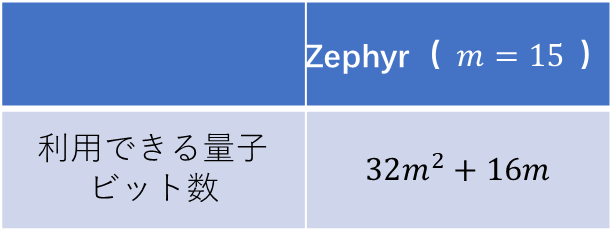 Zephyr ( m = 15 )
利用できる量子
ビット数
32m² + 16m